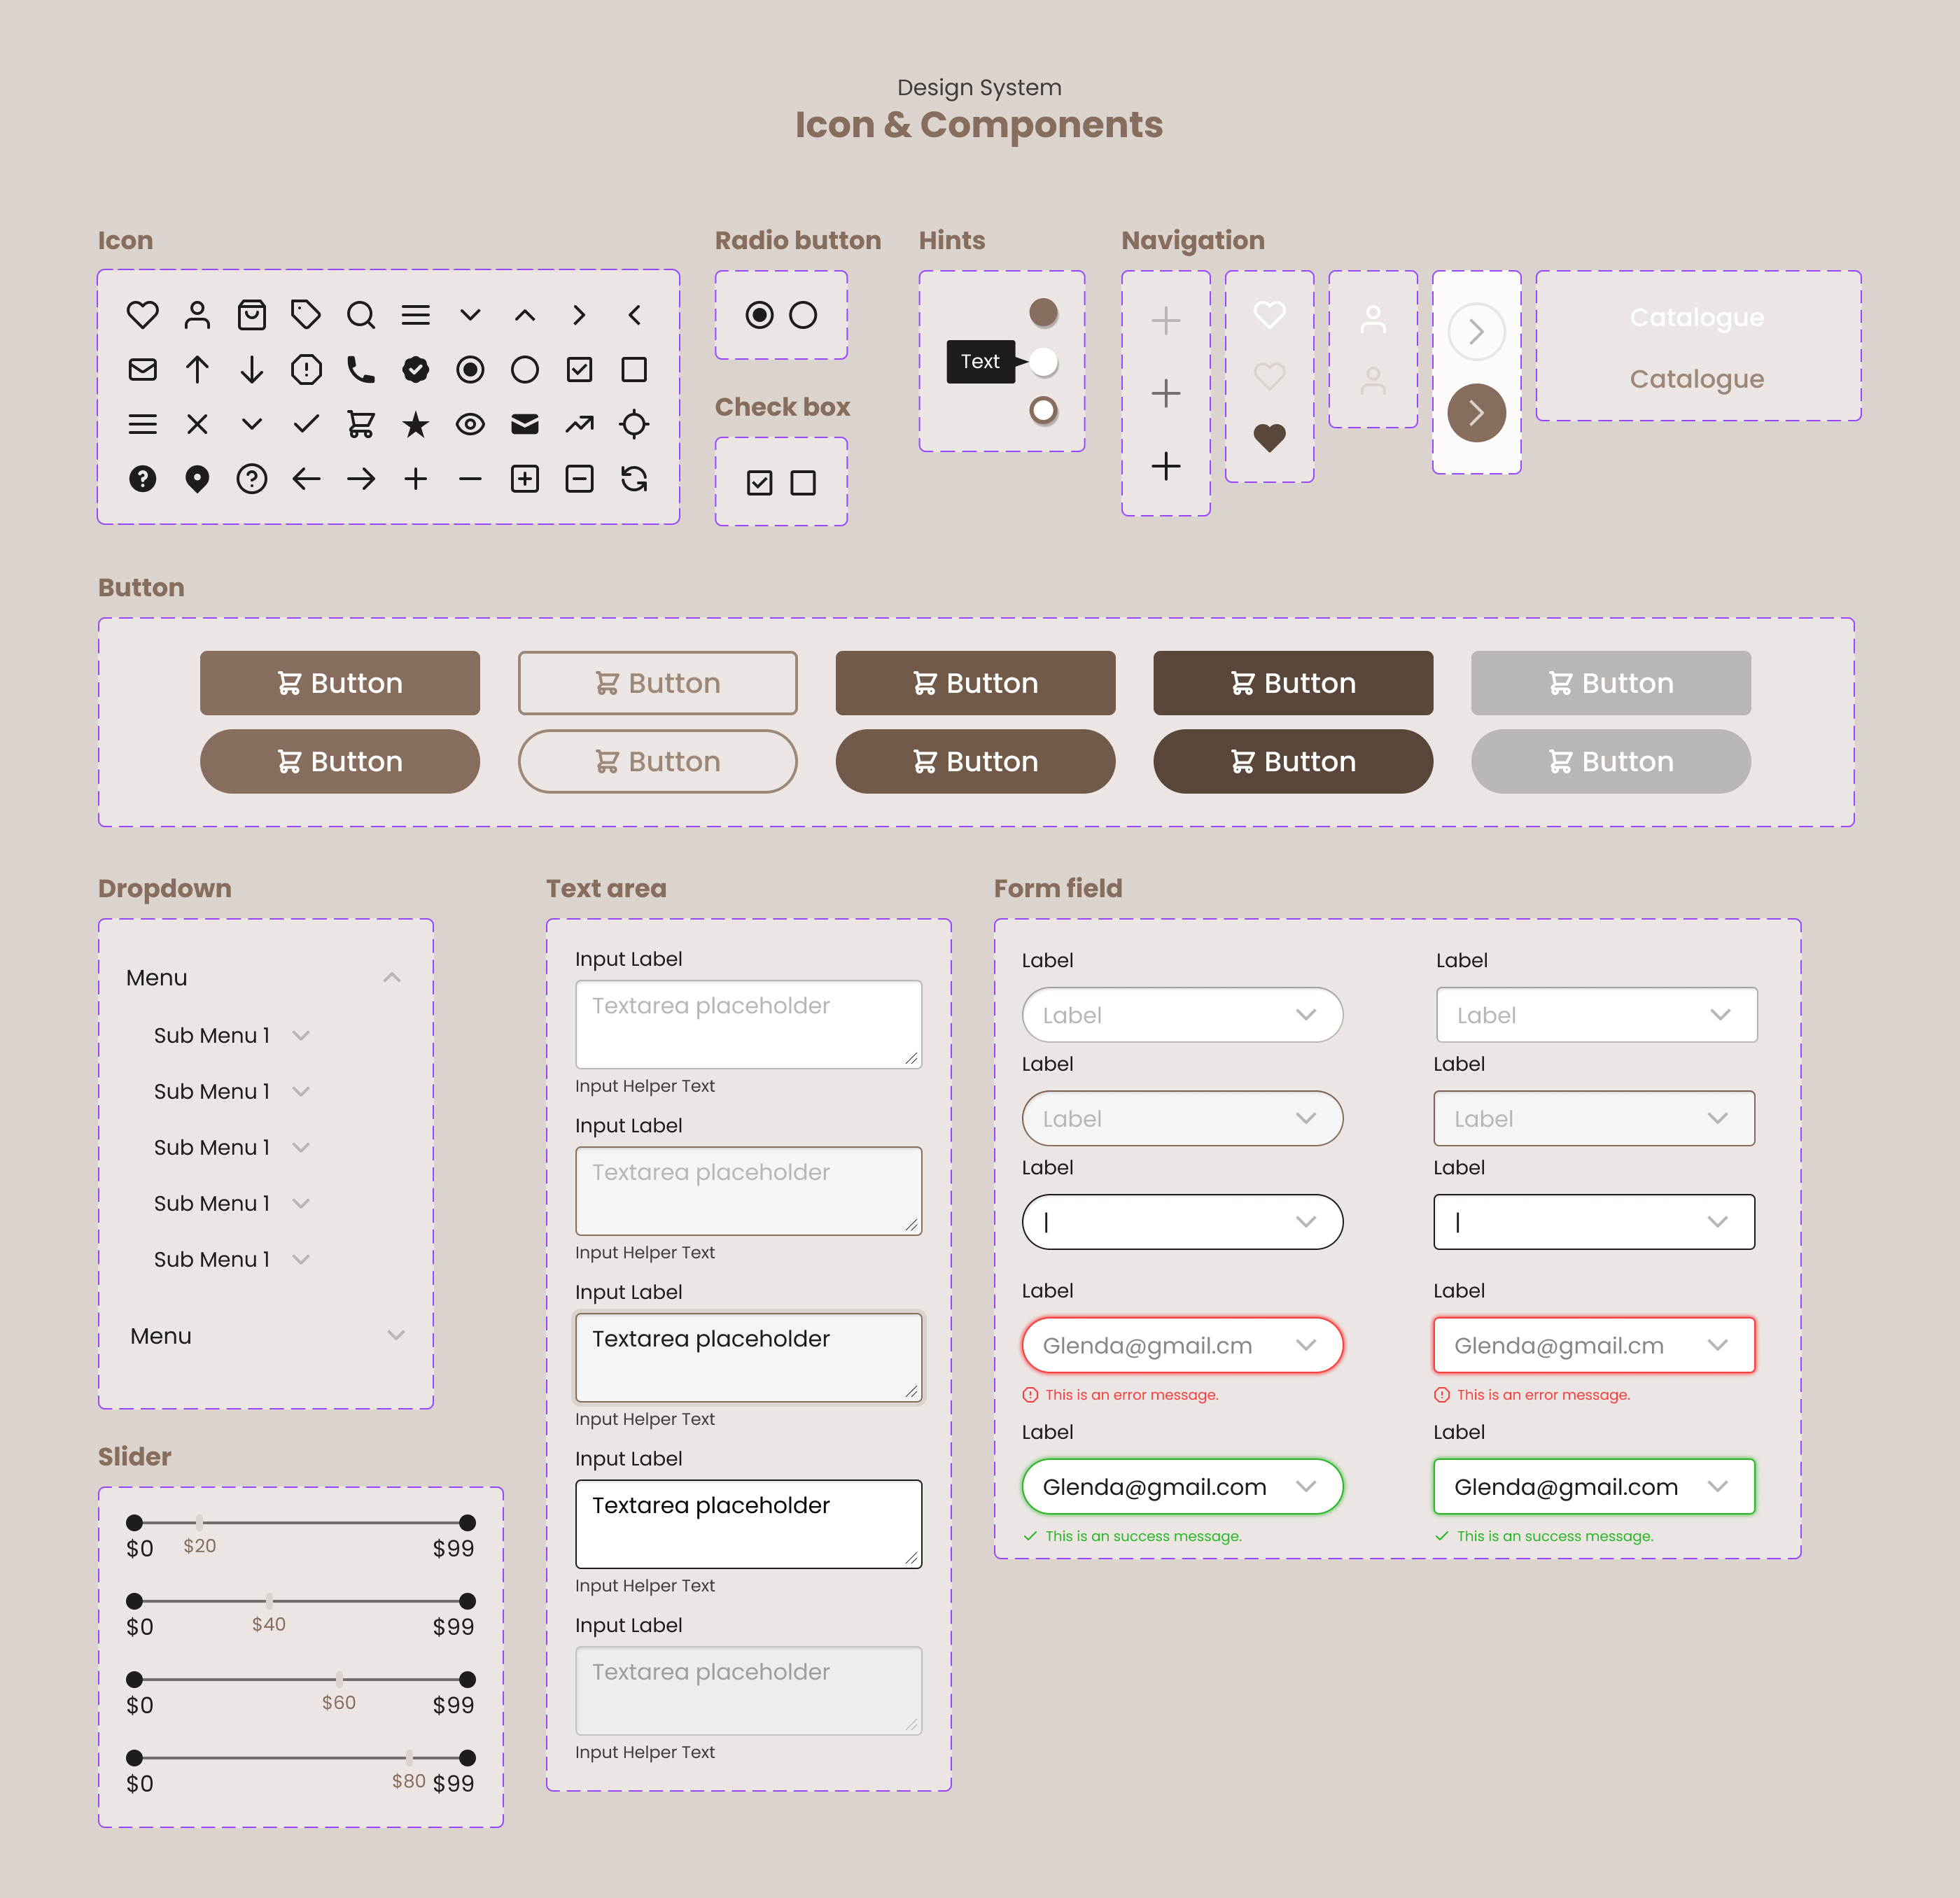 Design System
Icon & Components
Icon
Radio button
Check box
Hints
Text
Navigation
Catalogue
Catalogue
Button
Button Button Button Button Button
Button Button Button Button Button
Dropdown
Menu
Sub Menu 1
Sub Menu 1
Sub Menu 1
Sub Menu 1
Sub Menu 1
Menu
Slider
$0 $20 $99
$0 $40 $99
$0 $60 $99
$0 $80 $99
Text area
Input Label
Textarea placeholder
Input Helper Text
Input Label
Textarea placeholder
Input Helper Text
Input Label
Textarea placeholder
Input Helper Text
Input Label
Textarea placeholder
Input Helper Text
Input Label
Textarea placeholder
Input Helper Text
Form field
Label
Label
Label
Label
Label
Label
Glenda@gmail.cm
This is an error message.
Label
Glenda@gmail.com
This is an success message.
Label
Label
Label
Label
Label
Label
Glenda@gmail.cm
This is an error message.
Label
Glenda@gmail.com
This is an success message.